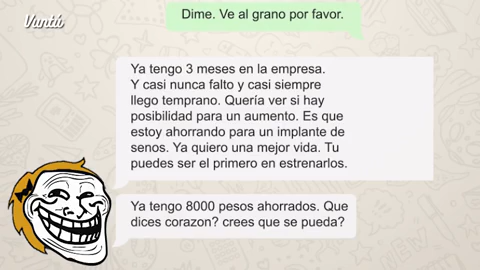 Dime. Ve al grano por favor.
Vuntú
Ya tengo 3 meses en la empresa.
Y casi nunca falto y casi siempre
llego temprano. Quería ver si hay
posibilidad para un aumento. Es que
estoy ahorrando para un implante de
senos. Ya quiero una mejor vida. Tu
puedes ser el primero en estrenarlos.
Ya tengo 8000 pesos ahorrados. Que
dices corazon? crees que se pueda?